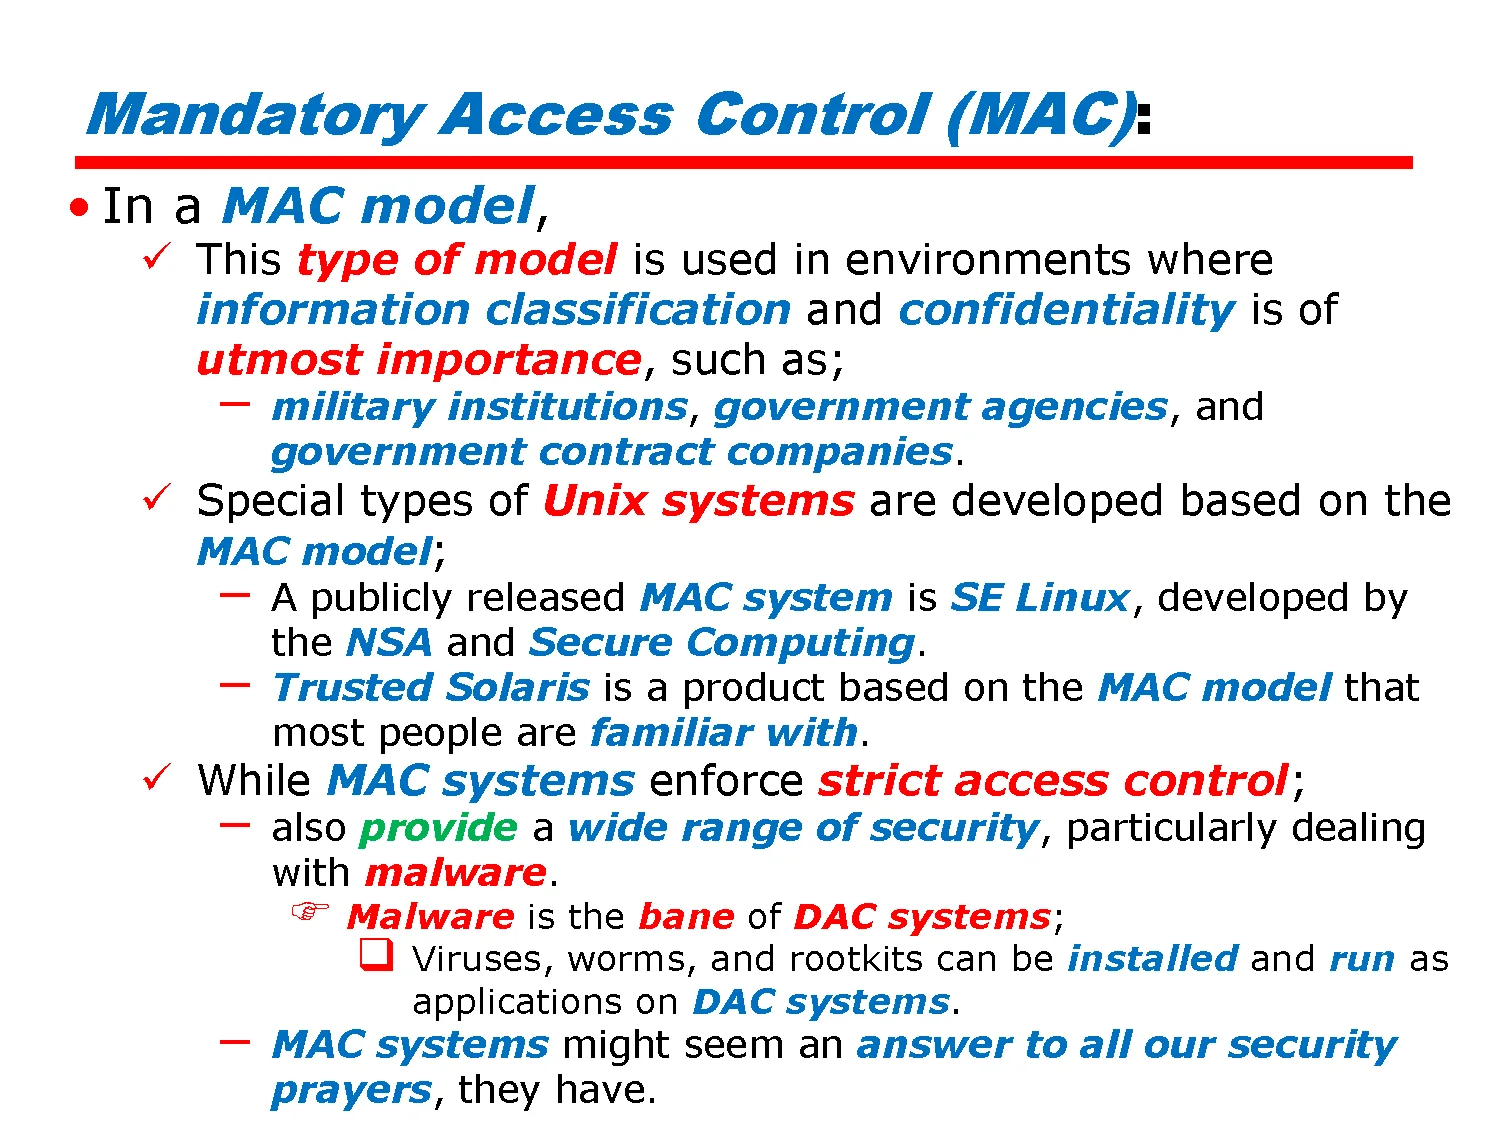 Mandatory Access Control (MAC):
• In a MAC model,
✓ This type of model is used in environments where
information classification and confidentiality is of
utmost importance, such as;
– military institutions, government agencies, and
government contract companies.
✓ Special types of Unix systems are developed based on the
MAC model;
– A publicly released MAC system is SE Linux, developed by
the NSA and Secure Computing.
– Trusted Solaris is a product based on the MAC model that
most people are familiar with.
✓ While MAC systems enforce strict access control;
– also provide a wide range of security, particularly dealing
with malware.
☞ Malware is the bane of DAC systems;
❑ Viruses, worms, and rootkits can be installed and run as
applications on DAC systems.
– MAC systems might seem an answer to all our security
prayers, they have.